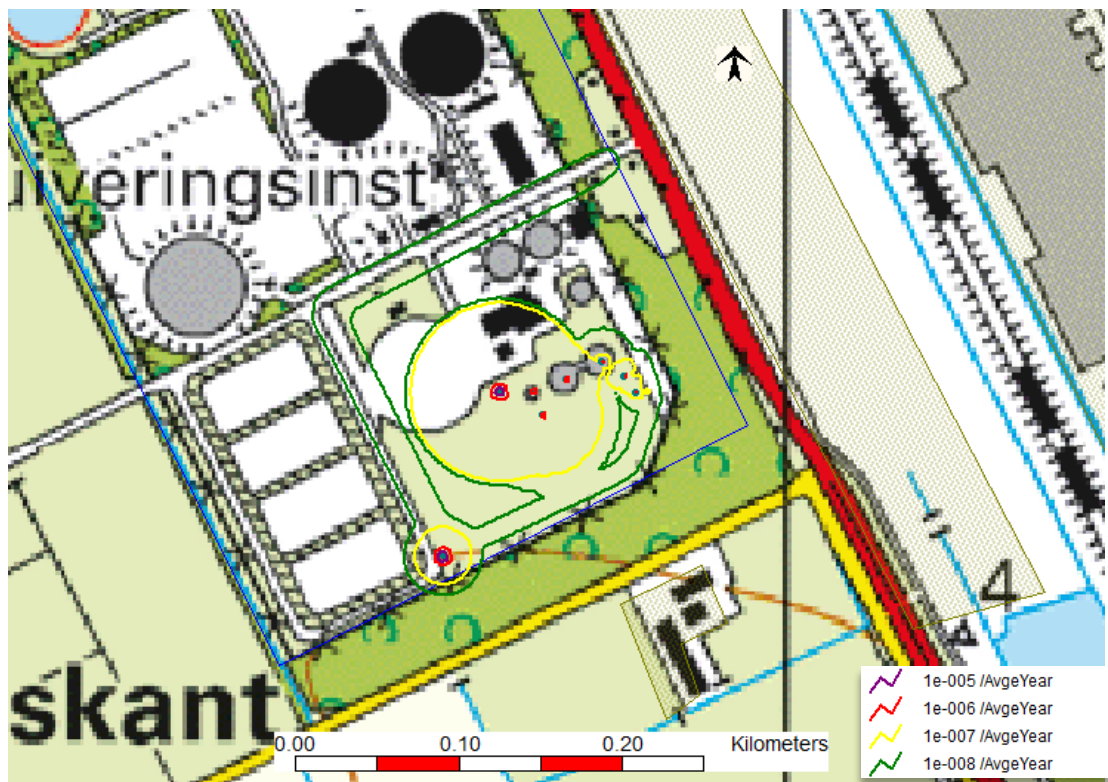 uiveringsinst
4
skant
0.00 0.10 0.20 Kilometers
1e-005 /AvgeYear
1e-006 /AvgeYear
1e-007 /AvgeYear
1e-008 /AvgeYear